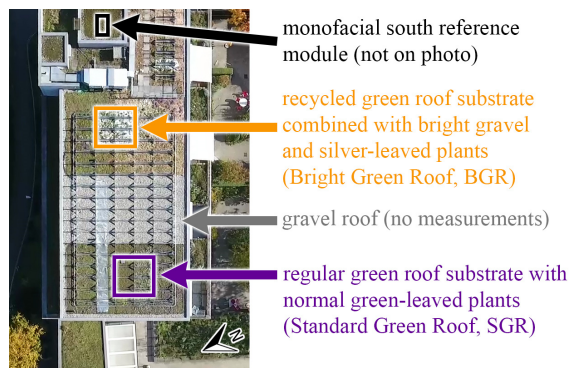 monofacial south reference
module (not on photo)
recycled green roof substrate
combined with bright gravel
and silver-leaved plants
(Bright Green Roof, BGR)
gravel roof (no measurements)
regular green roof substrate with
normal green-leaved plants
(Standard Green Roof, SGR)
N